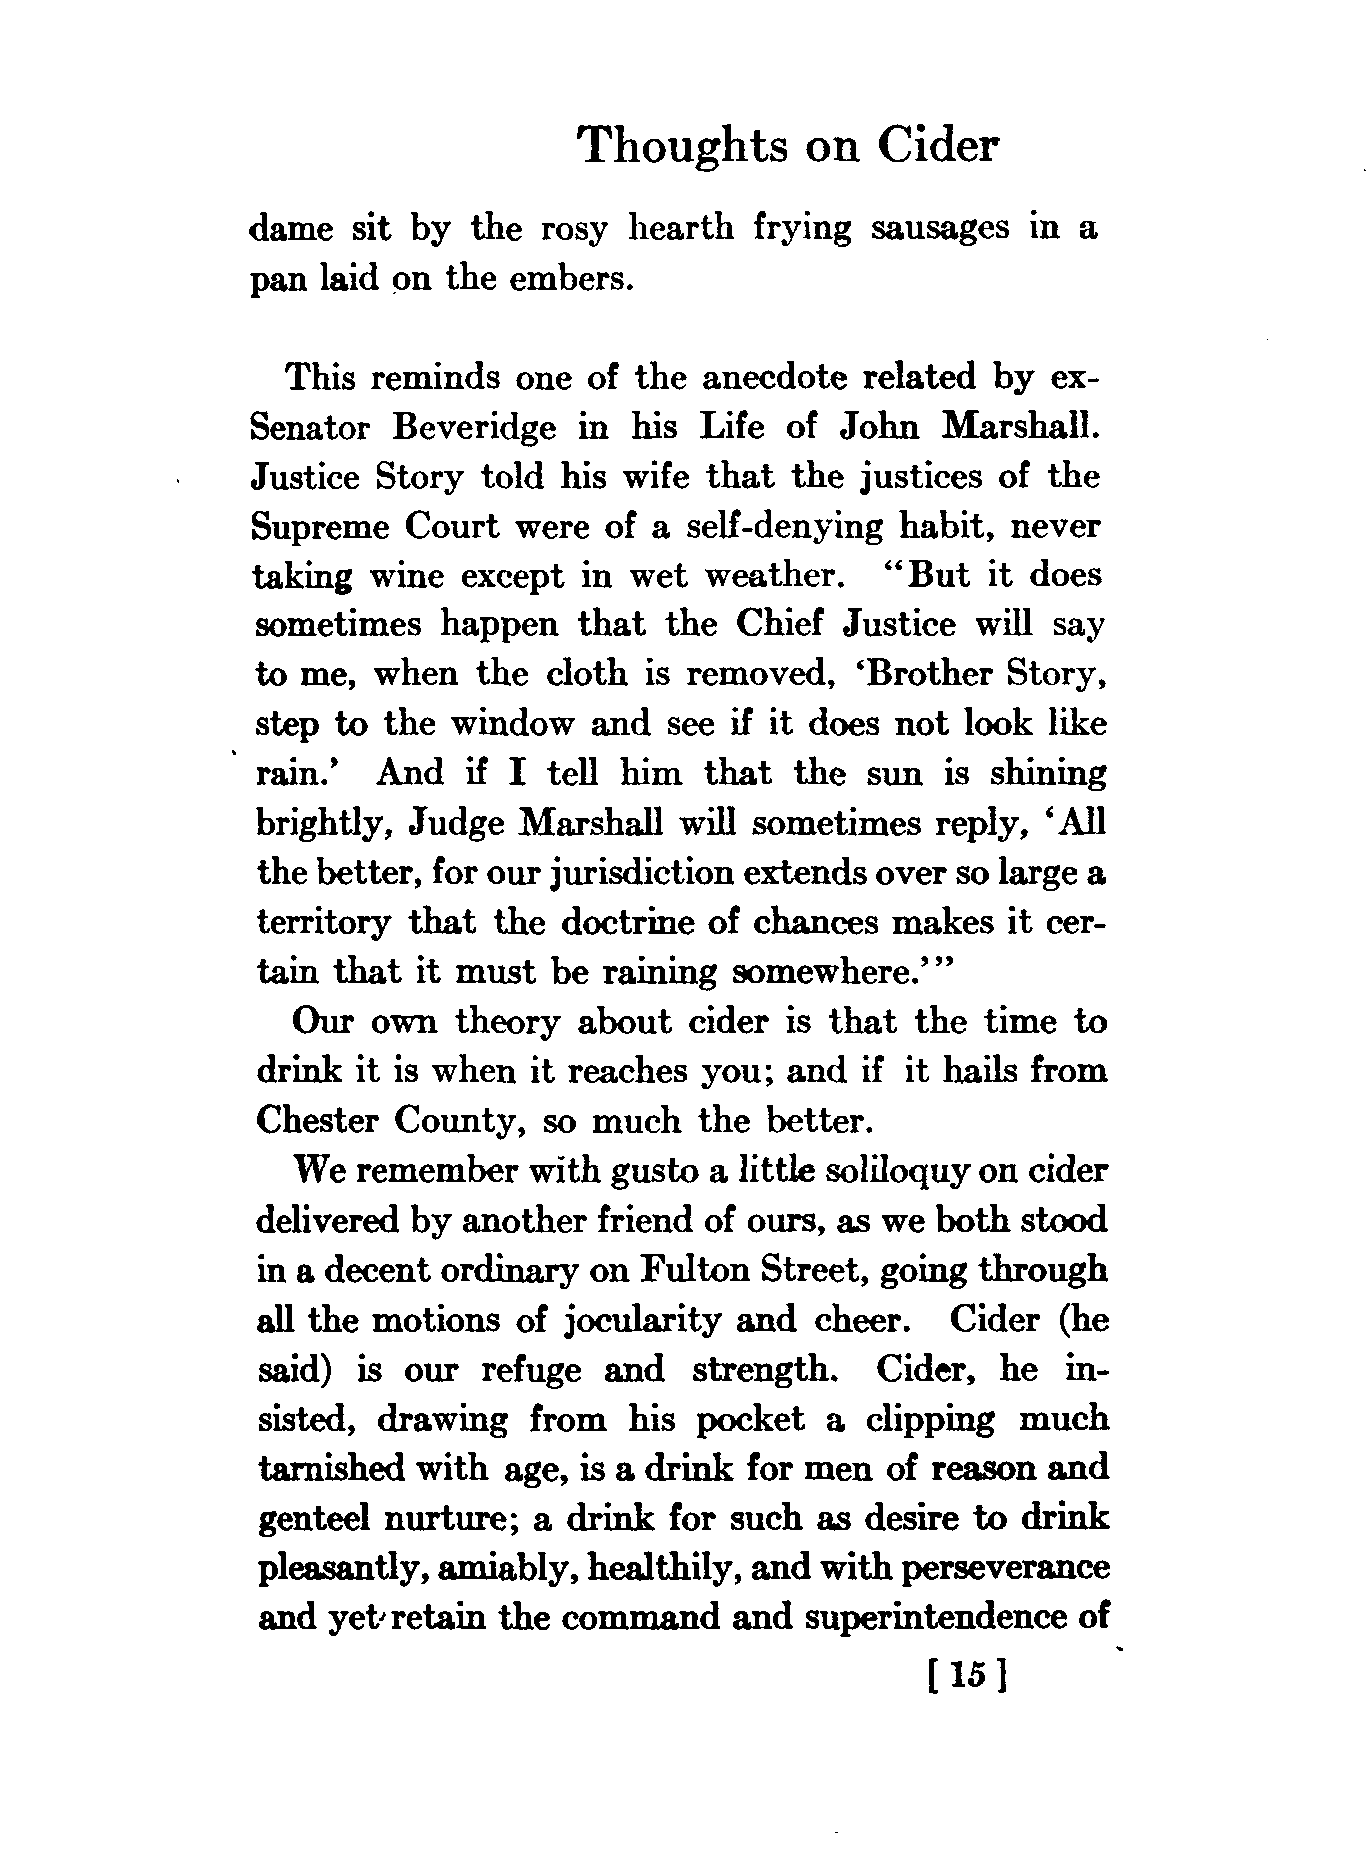 Thoughts on Cider
dame sit by the rosy hearth frying sausages in a
pan laid on the embers.
This reminds one of the anecdote related by ex-
Senator Beveridge in his Life of John Marshall.
Justice Story told his wife that the justices of the
Supreme Court were of a self-denying habit, never
taking wine except in wet weather. "But it does
sometimes happen that the Chief Justice will say
to me, when the cloth is removed, 'Brother Story,
step to the window and see if it does not look like
rain.' And if I tell him that the sun is shining
brightly, Judge Marshall will sometimes reply, 'All
the better, for our jurisdiction extends over so large a
territory that the doctrine of chances makes it cer-
tain that it must be raining somewhere.'"
Our own theory about cider is that the time to
drink it is when it reaches you; and if it hails from
Chester County, so much the better.
We remember with gusto a little soliloquy on cider
delivered by another friend of ours, as we both stood
in a decent ordinary on Fulton Street, going through
all the motions of jocularity and cheer. Cider (he
said) is our refuge and strength. Cider, he in-
sisted, drawing from his pocket a clipping much
tarnished with age, is a drink for men of reason and
genteel nurture; a drink for such as desire to drink
pleasantly, amiably, healthily, and with perseverance
and yet retain the command and superintendence of
[ 15 ]